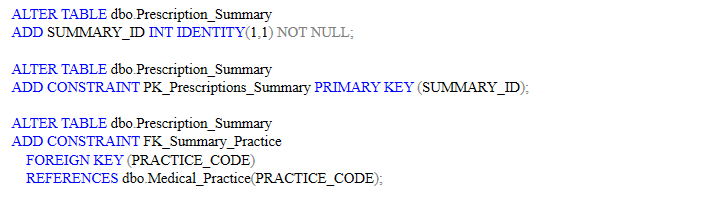 ALTER TABLE dbo.Prescription_Summary
ADD SUMMARY_ID INT IDENTITY(1,1) NOT NULL;
ALTER TABLE dbo.Prescription_Summary
ADD CONSTRAINT PK_Prescriptions_Summary PRIMARY KEY (SUMMARY_ID);
ALTER TABLE dbo.Prescription_Summary
ADD CONSTRAINT FK_Summary_Practice
FOREIGN KEY (PRACTICE_CODE)
REFERENCES dbo.Medical_Practice(PRACTICE_CODE);